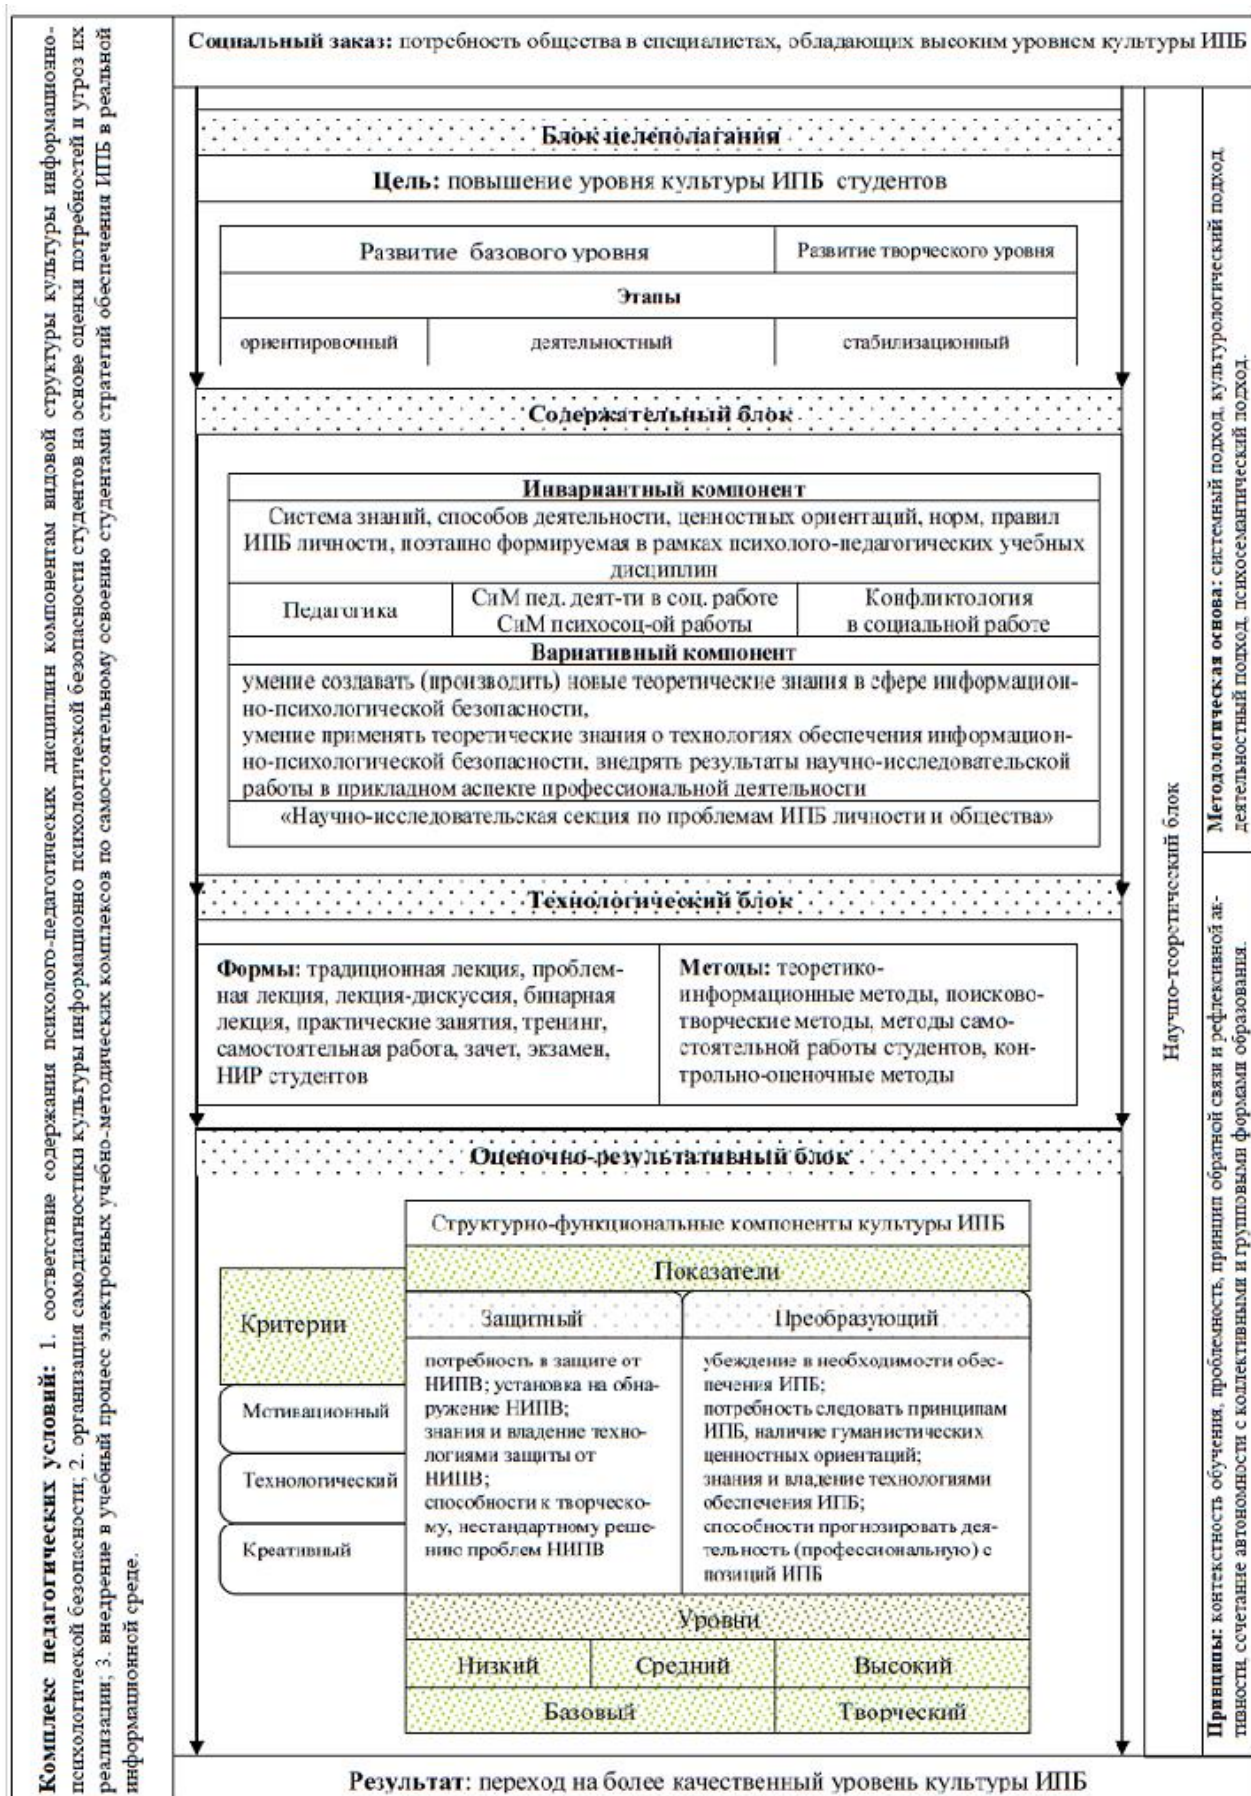 Социальный заказ: потребность общества в специалистах, обладающих высоким уровнем культуры ИПБ
Комплекс педагогических условий: 1. соответствие содержания психолого-педагогических дисциплин компонентам видовой структуры культуры информационно-
психологической безопасности; 2. организация самодиагностики культуры информационно психологической безопасности студентов на основе оценки потребностей и угроз их
реализации; 3. внедрение в учебный процесс электронных учебно-методических комплексов по самостоятельному освоению студентами стратегий обеспечения ИПБ в реальной
информационной среде.
Блок целеполагания
Цель: повышение уровня культуры ИПБ студентов
Развитие базового уровня
Развитие творческого уровня
Этапы
ориентировочный
деятельностный
стабилизационный
Содержательный блок
Инвариантный компонент
Система знаний, способов деятельности, ценностных ориентаций, норм, правил
ИПБ личности, поэтапно формируемая в рамках психолого-педагогических учебных
дисциплин
Педагогика
СиМ пед. деят-ти в соц. работе
СиМ психосоц-ой работы
Конфликтология
в социальной работе
Вариативный компонент
умение создавать (производить) новые теоретические знания в сфере информацион-
но-психологической безопасности,
умение применять теоретические знания о технологиях обеспечения информацион-
но-психологической безопасности, внедрять результаты научно-исследовательской
работы в прикладном аспекте профессиональной деятельности
«Научно-исследовательская секция по проблемам ИПБ личности и общества»
Технологический блок
Формы: традиционная лекция, проблем-
ная лекция, лекция-дискуссия, бинарная
лекция, практические занятия, тренинг,
самостоятельная работа, зачет, экзамен,
НИР студентов
Методы: теоретико-
информационные методы, поисково-
творческие методы, методы само-
стоятельной работы студентов, кон-
трольно-оценочные методы
Оценочно-результативный блок
Структурно-функциональные компоненты культуры ИПБ
Показатели
Критерии
Защитный
Преобразующий
Мотивационный
Технологический
Креативный
потребность в защите от
НИПВ; установка на обна-
ружение НИПВ;
знания и владение техно-
логиями защиты от
НИПВ;
способности к творческо-
му, нестандартному реше-
нию проблем НИПВ
убеждение в необходимости обес-
печения ИПБ;
потребность следовать принципам
ИПБ, наличие гуманистических
ценностных ориентаций;
знания и владение технологиями
обеспечения ИПБ;
способности прогнозировать дея-
тельность (профессиональную) с
позиций ИПБ
Уровни
Низкий
Средний
Высокий
Базовый
Творческий
Научно-теоретический блок
Методологическая основа: системный подход, культурологический подход,
деятельностный подход, психосемантический подход.
Принципы: контекстность обучения, проблемность, принцип обратной связи и рефлексивной ак-
тивности, сочетание автономности с коллективными и групповыми формами образования.
Результат: переход на более качественный уровень культуры ИПБ